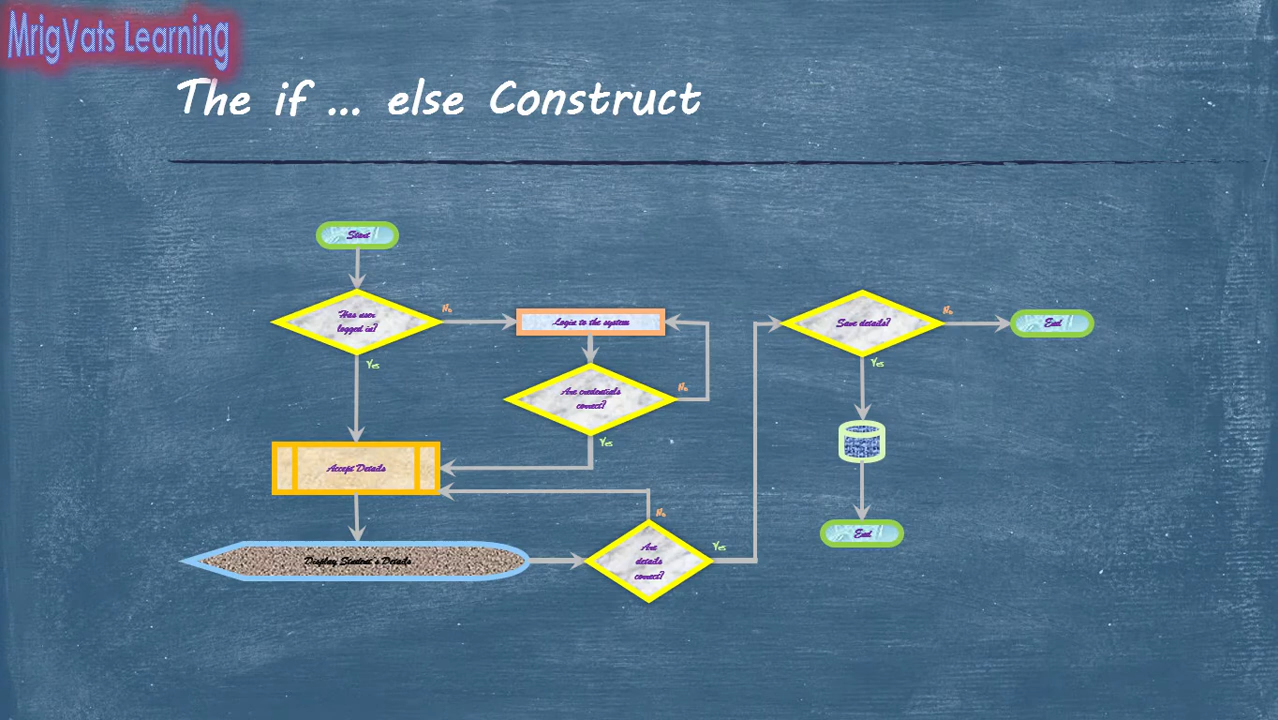 MrigVats Learning
The if ... else Construct
Start
Has user
logged in?
No
Login to the system
Save details?
No
End
Yes
Yes
Are credentials
correct?
No
Yes
Accept Details
No
Yes
End
Display Student's Details
Are
details
correct?